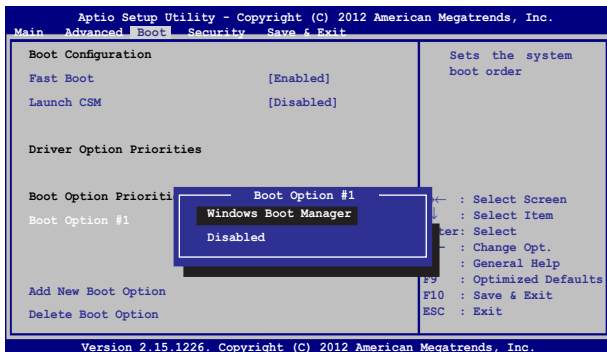 Aptio Setup Utility - Copyright (C) 2012 American Megatrends, Inc.
Main Advanced Boot Security Save & Exit
Boot Configuration
Fast Boot [Enabled]
Launch CSM [Disabled]
Driver Option Priorities
Boot Option Prioriti
Boot Option #1
Add New Boot Option
Delete Boot Option
Boot Option #1
Windows Boot Manager
Disabled
Sets the system
boot order
← : Select Screen
↓ : Select Item
ter: Select
: Change Opt.
: General Help
F9 : Optimized Defaults
F10 : Save & Exit
ESC : Exit
Version 2.15.1226. Copyright (C) 2012 American Megatrends, Inc.